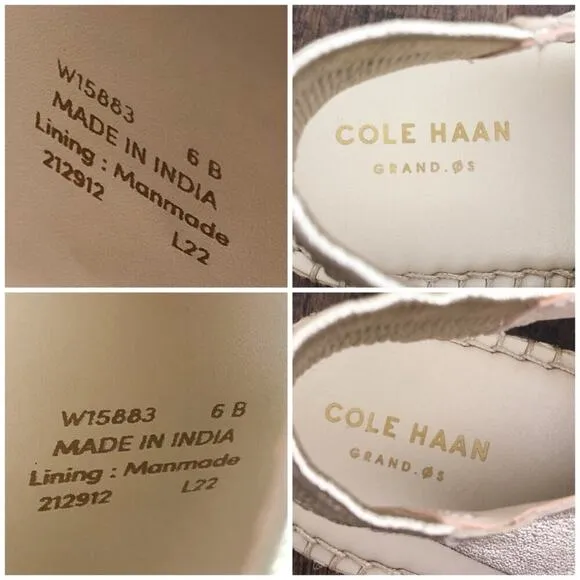 W15883 6 B
MADE IN INDIA
Lining : Manmade
212912 L22
COLE HAAN
GRAND.ØS
W15883 6 B
MADE IN INDIA
Lining : Manmade
212912 L22
COLE HAAN
GRAND.ØS